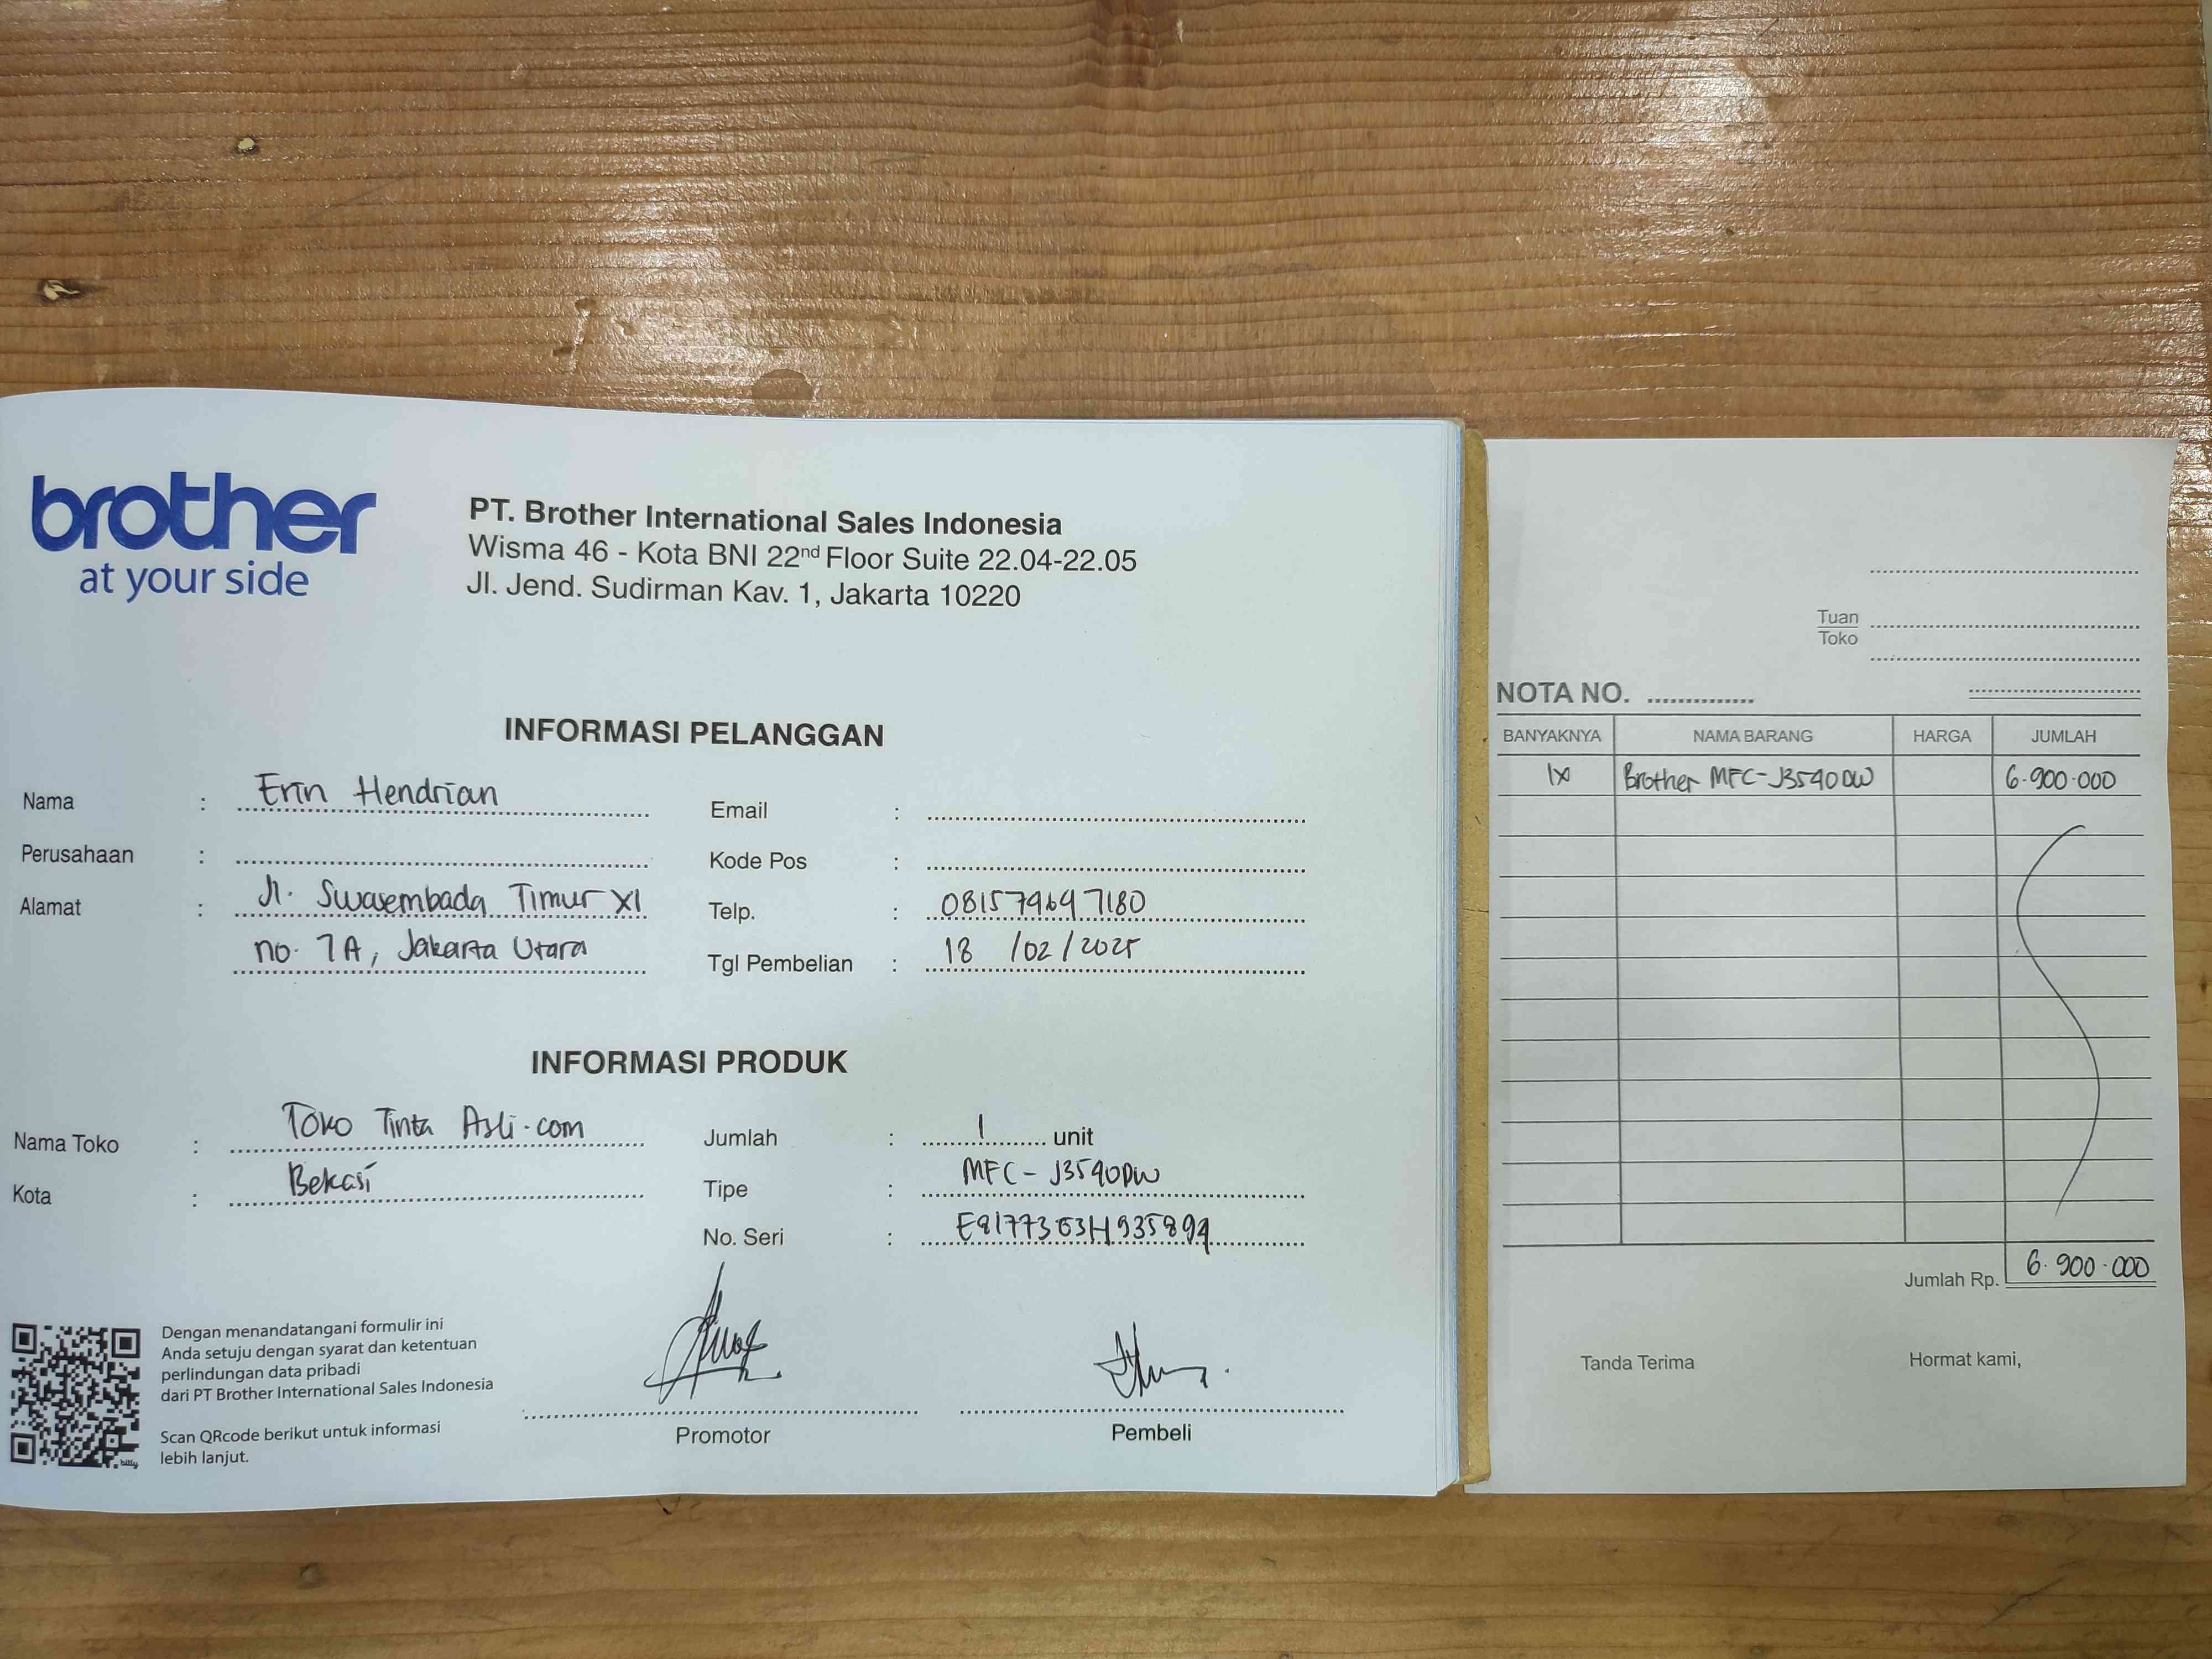 brother
at your side
PT. Brother International Sales Indonesia
Wisma 46 - Kota BNI 22nd Floor Suite 22.04-22.05
Jl. Jend. Sudirman Kav. 1, Jakarta 10220
INFORMASI PELANGGAN
Nama : Erin Hendrian
Perusahaan :
Alamat : Jl. Swasembada Timur XI
no. 7A, Jakarta Utara
Email :
Kode Pos :
Telp. : 081579697180
Tgl Pembelian : 18 /02/2025
INFORMASI PRODUK
Nama Toko : Toko Tinta Asli.com
Kota : Bekasi
Jumlah : 1 unit
Tipe : MFC-J3540DW
No. Seri :
Dengan menandatangani formulir ini
Anda setuju dengan syarat dan ketentuan
perlindungan data pribadi
dari PT Brother International Sales Indonesia
Scan QRcode berikut untuk informasi
lebih lanjut.
bitly
Promotor
Pembeli
Tuan
Toko
NOTA NO.
BANYAKNYA NAMA BARANG HARGA JUMLAH
1x Brother MFC-J3540DW 6.900.000
Jumlah Rp. 6.900.000
Tanda Terima
Hormat kami,